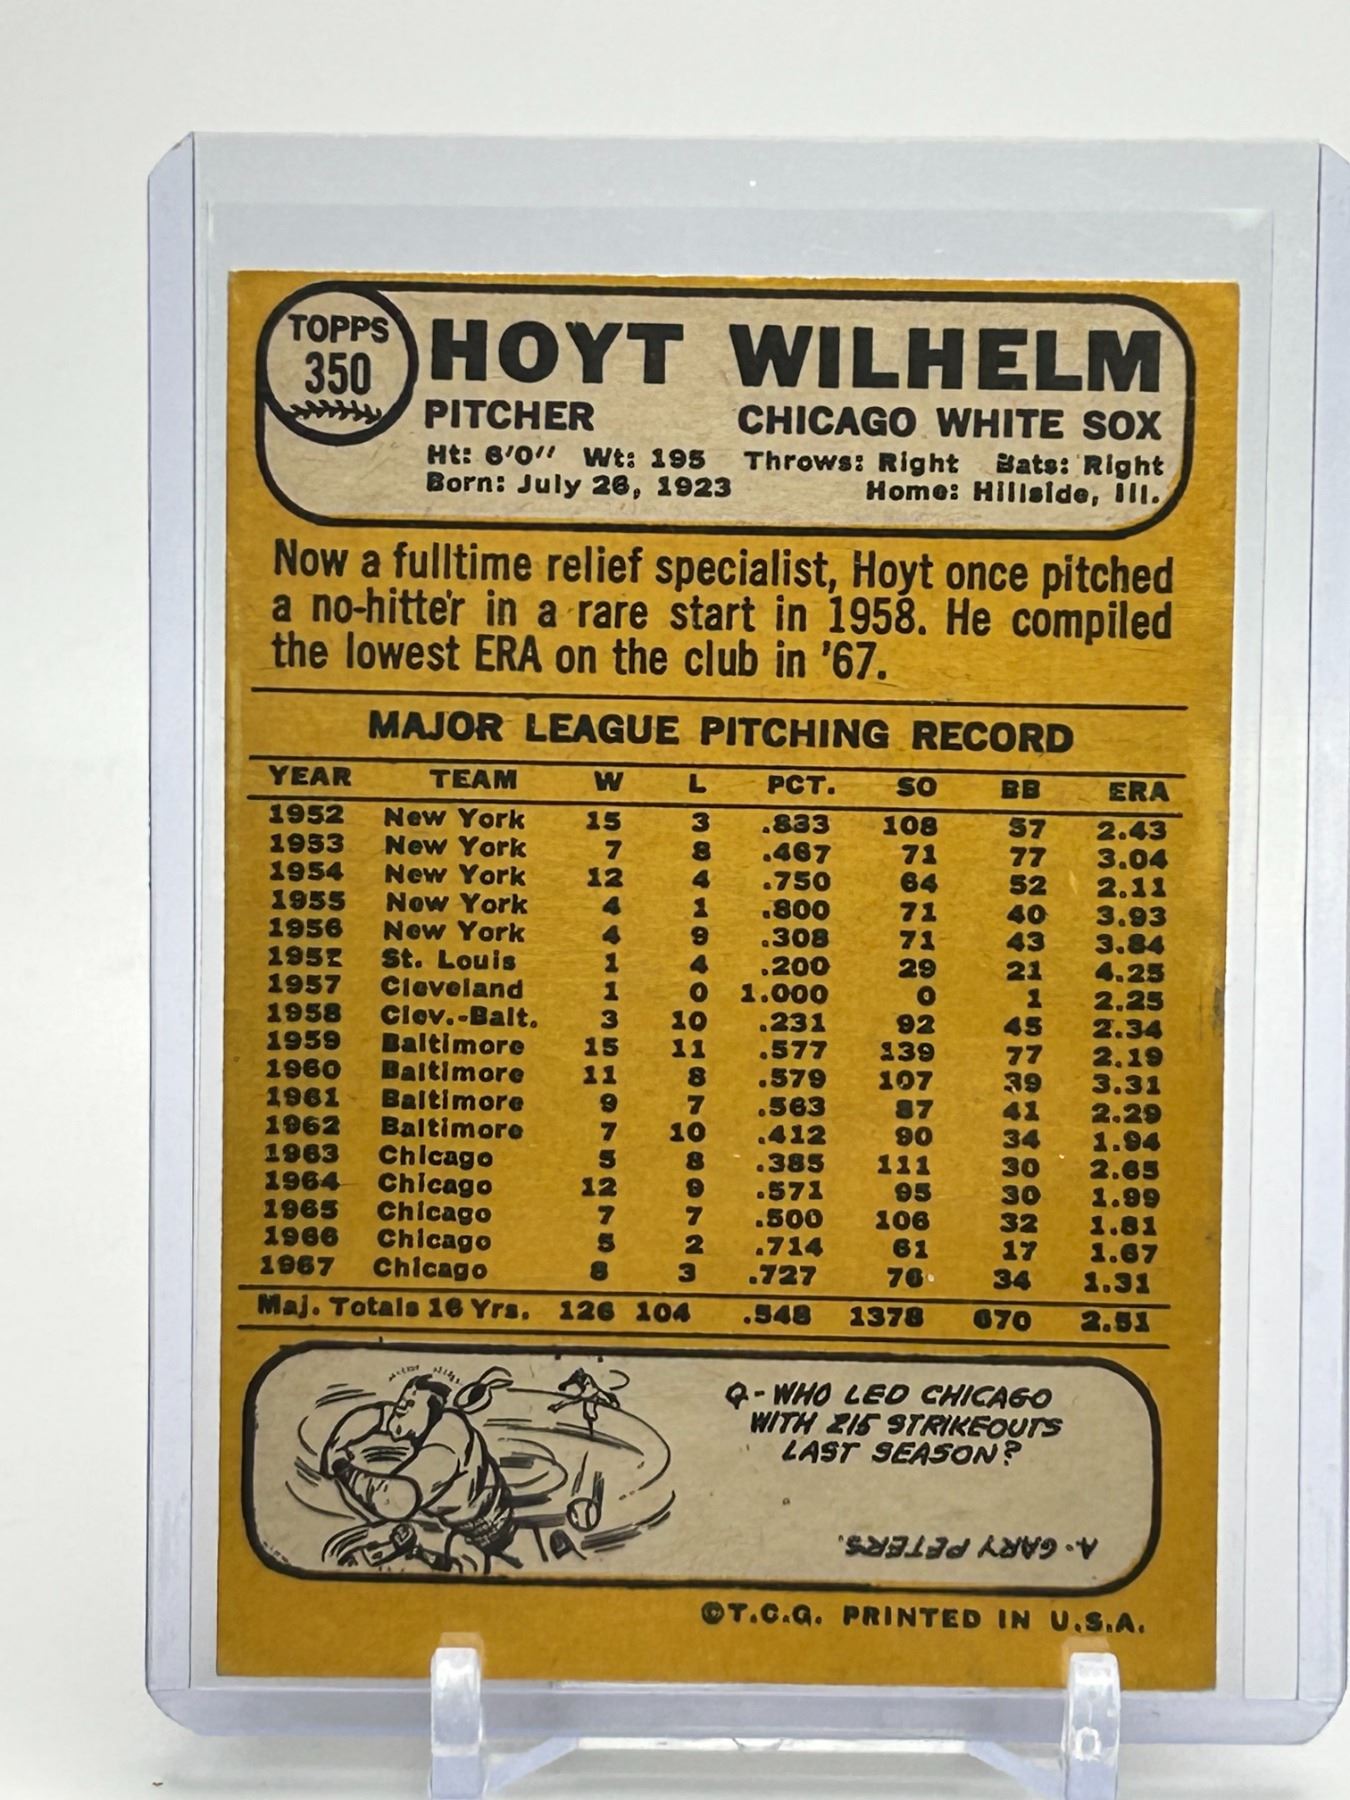 TOPPS
350
HOYT WILHELM
PITCHER CHICAGO WHITE SOX
Ht: 6'0'' Wt: 195 Throws: Right Bats: Right
Born: July 26, 1923 Home: Hillside, Ill.
Now a fulltime relief specialist, Hoyt once pitched
a no-hitter in a rare start in 1958. He compiled
the lowest ERA on the club in '67.
MAJOR LEAGUE PITCHING RECORD
YEAR TEAM W L PCT. SO BB ERA
1952 New York 15 3 .833 108 57 2.43
1953 New York 7 8 .467 71 77 3.04
1954 New York 12 4 .750 64 52 2.11
1955 New York 4 1 .800 71 40 3.93
1956 New York 4 9 .308 71 43 3.84
1957 St. Louis 1 4 .200 29 21 4.25
1957 Cleveland 1 0 1.000 0 1 2.25
1958 Clev.-Balt. 3 10 .231 92 45 2.34
1959 Baltimore 15 11 .577 139 77 2.19
1960 Baltimore 11 8 .579 107 39 3.31
1961 Baltimore 9 7 .563 87 41 2.29
1962 Baltimore 7 10 .412 90 34 1.94
1963 Chicago 5 8 .385 111 30 2.65
1964 Chicago 12 9 .571 95 30 1.99
1965 Chicago 7 7 .500 106 32 1.81
1966 Chicago 5 2 .714 61 17 1.67
1967 Chicago 8 3 .727 76 34 1.31
Maj. Totals 16 Yrs. 126 104 .548 1378 670 2.51
Q-WHO LED CHICAGO
WITH 215 STRIKEOUTS
LAST SEASON?
A-GARY PETERS.
©T.C.G. PRINTED IN U.S.A.